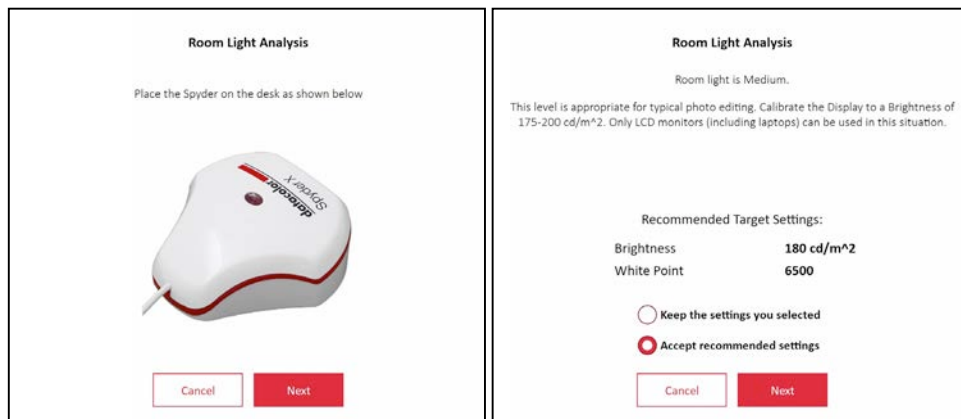 Room Light Analysis
Place the Spyder on the desk as shown below
datacolor
Spyder X
Cancel
Next
Room Light Analysis
Room light is Medium.
This level is appropriate for typical photo editing. Calibrate the Display to a Brightness of
175-200 cd/m^2. Only LCD monitors (including laptops) can be used in this situation.
Recommended Target Settings:
Brightness 180 cd/m^2
White Point 6500
Keep the settings you selected
Accept recommended settings
Cancel
Next